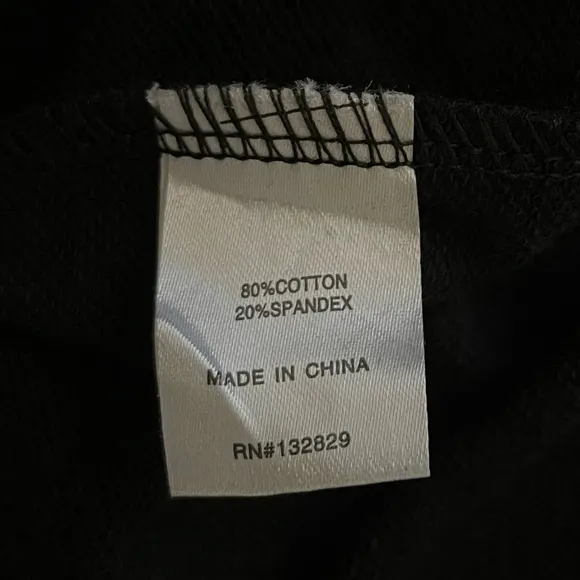 80%COTTON
20%SPANDEX
MADE IN CHINA
RN#132829